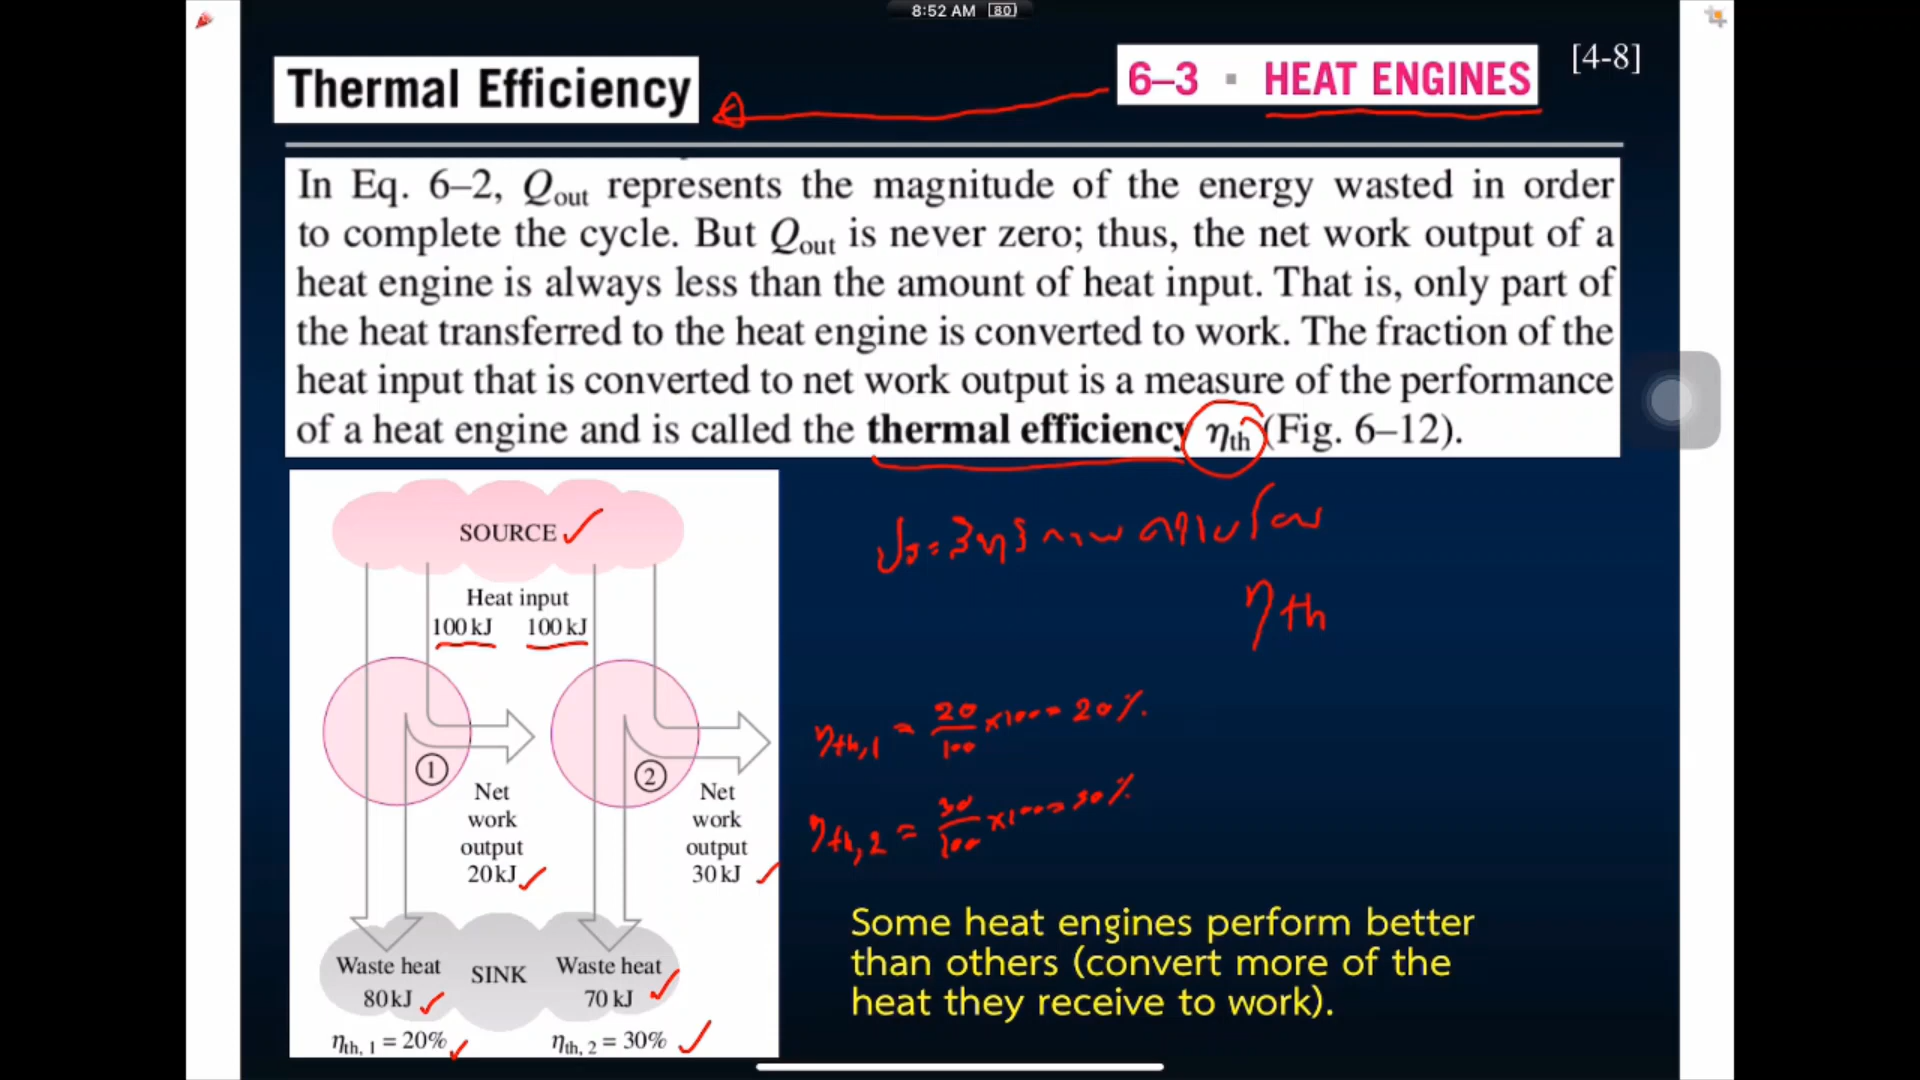 8:52 AM 80
Thermal Efficiency
6–3 ▪ HEAT ENGINES
[4-8]
In Eq. 6–2, Qout represents the magnitude of the energy wasted in order
to complete the cycle. But Qout is never zero; thus, the net work output of a
heat engine is always less than the amount of heat input. That is, only part of
the heat transferred to the heat engine is converted to work. The fraction of the
heat input that is converted to net work output is a measure of the performance
of a heat engine and is called the thermal efficiency ηth (Fig. 6–12).
SOURCE
Heat input
100 kJ 100 kJ
1
2
Net
work
output
20 kJ
Net
work
output
30 kJ
Waste heat
80 kJ
SINK
Waste heat
70 kJ
ηth, 1 = 20%
ηth, 2 = 30%
ηth
ηth,1 = 20/100 ×100 = 20%
ηth,2 = 30/100 ×100 = 30%
Some heat engines perform better
than others (convert more of the
heat they receive to work).